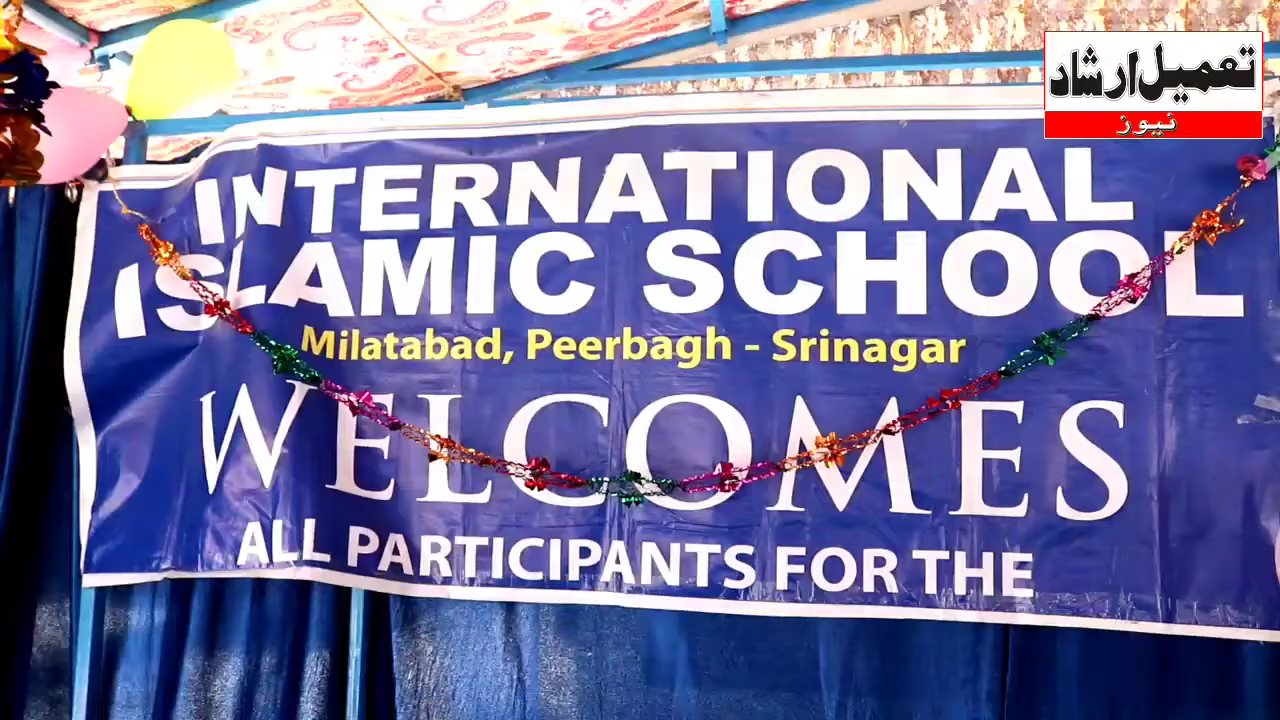 تعمیل ارشاد
نیوز
INTERNATIONAL
ISLAMIC SCHOOL
Milatabad, Peerbagh - Srinagar
WELCOMES
ALL PARTICIPANTS FOR THE